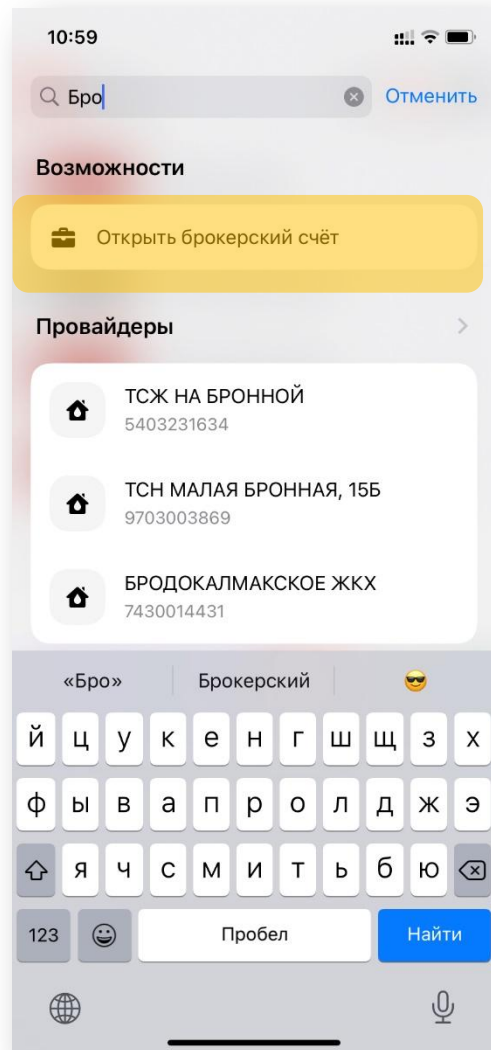 10:59
Бро
Отменить
Возможности
Открыть брокерский счёт
Провайдеры
ТСЖ НА БРОННОЙ
5403231634
ТСН МАЛАЯ БРОННАЯ, 15Б
9703003869
БРОДОКАЛМАКСКОЕ ЖКХ
7430014431
«Бро» Брокерский
й ц у к е н г ш щ з х
ф ы в а п р о л д ж э
я ч с м и т ь б ю
123 Пробел Найти